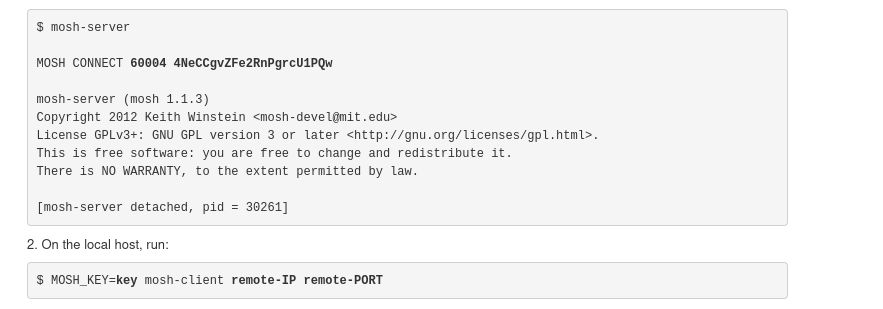 $ mosh-server
MOSH CONNECT 60004 4NeCCgvZFe2RnPgrcU1PQw
mosh-server (mosh 1.1.3)
Copyright 2012 Keith Winstein <mosh-devel@mit.edu>
License GPLv3+: GNU GPL version 3 or later <http://gnu.org/licenses/gpl.html>.
This is free software: you are free to change and redistribute it.
There is NO WARRANTY, to the extent permitted by law.
[mosh-server detached, pid = 30261]
2. On the local host, run:
$ MOSH_KEY=key mosh-client remote-IP remote-PORT